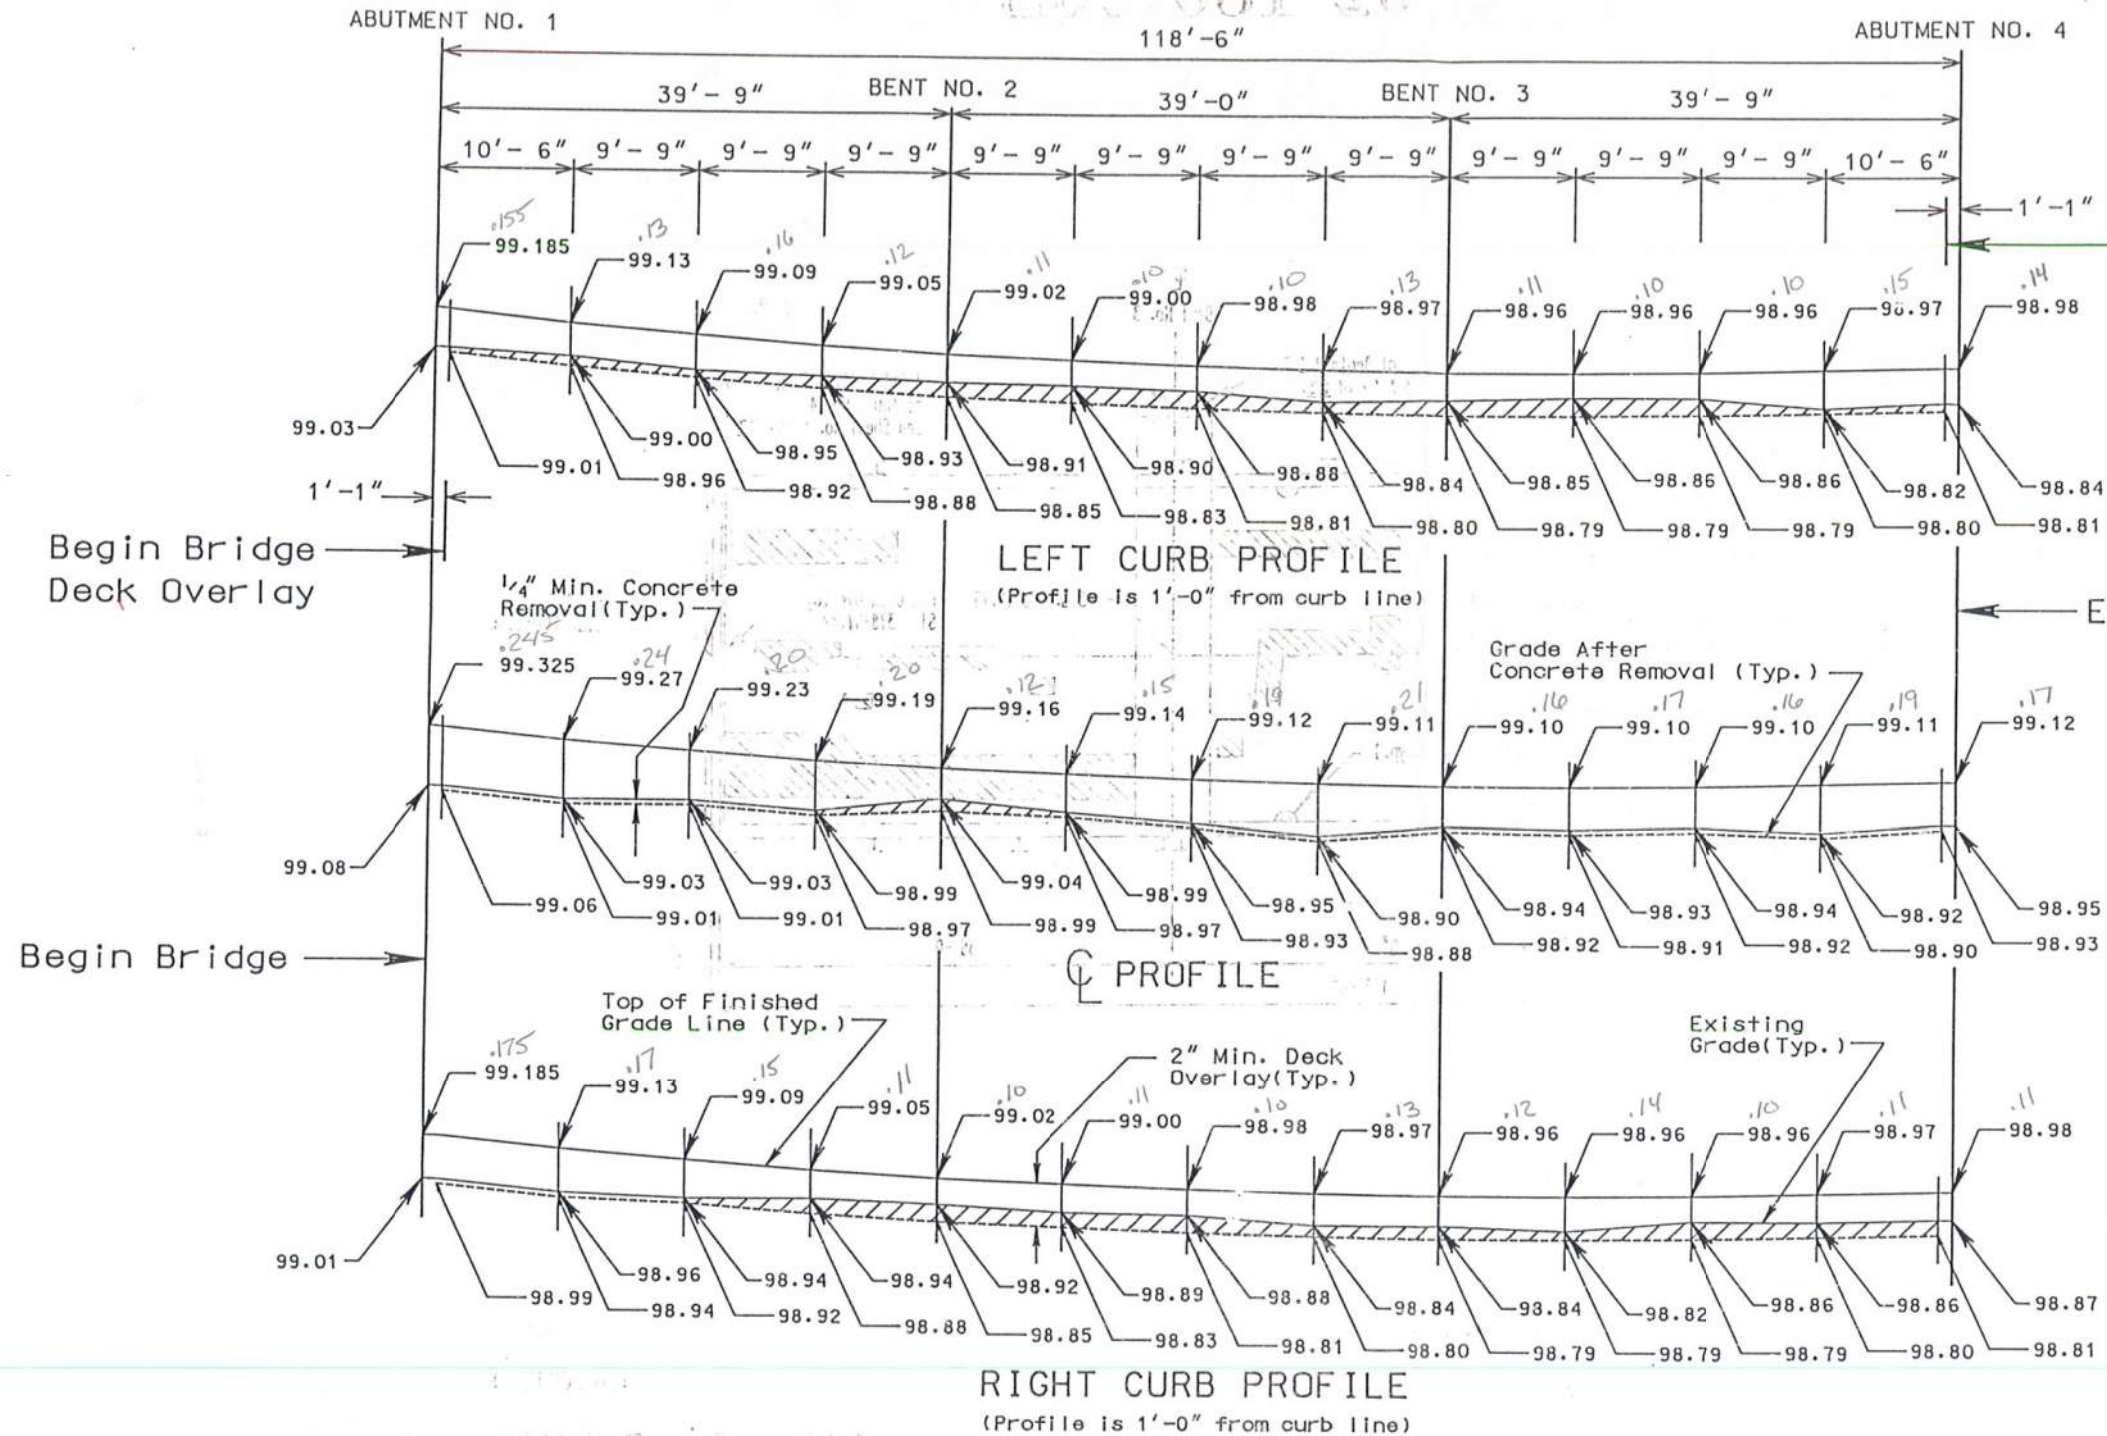 ABUTMENT NO. 1
118'-6"
ABUTMENT NO. 4
39'- 9"
BENT NO. 2
39'-0"
BENT NO. 3
39'- 9"
10'- 6" 9'- 9" 9'- 9" 9'- 9" 9'- 9" 9'- 9" 9'- 9" 9'- 9" 9'- 9" 9'- 9" 9'- 9" 10'- 6"
1'-1"
.155 .13 .16 .12 .11 .10 .10 .13 .11 .10 .10 .15 .14
99.185 99.13 99.09 99.05 99.02 99.00 98.98 98.97 98.96 98.96 98.96 98.97 98.98
99.03 99.00 98.95 98.93 98.91 98.90 98.88 98.84 98.85 98.86 98.86 98.82 98.84
99.01 98.96 98.92 98.88 98.85 98.83 98.81 98.80 98.79 98.79 98.79 98.80 98.81
1'-1"
Begin Bridge
Deck Overlay
LEFT CURB PROFILE
(Profile is 1'-0" from curb line)
1/4" Min. Concrete
Removal(Typ.)
E
Grade After
Concrete Removal (Typ.)
.245 .24 .20 .20 .12 .15 .19 .21 .16 .17 .16 .19 .17
99.325 99.27 99.23 99.19 99.16 99.14 99.12 99.11 99.10 99.10 99.10 99.11 99.12
99.08 99.03 99.03 98.99 99.04 98.99 98.95 98.90 98.94 98.93 98.94 98.92 98.95
99.06 99.01 99.01 98.97 98.99 98.97 98.93 98.88 98.92 98.91 98.92 98.90 98.93
Begin Bridge
℄ PROFILE
Top of Finished
Grade Line (Typ.)
2" Min. Deck
Overlay(Typ.)
Existing
Grade(Typ.)
.175 .17 .15 .11 .10 .11 .10 .13 .12 .14 .10 .11 .11
99.185 99.13 99.09 99.05 99.02 99.00 98.98 98.97 98.96 98.96 98.96 98.97 98.98
99.01 98.96 98.94 98.94 98.92 98.89 98.88 98.84 93.84 98.82 98.86 98.86 98.87
98.99 98.94 98.92 98.88 98.85 98.83 98.81 98.80 98.79 98.79 98.79 98.80 98.81
RIGHT CURB PROFILE
(Profile is 1'-0" from curb line)